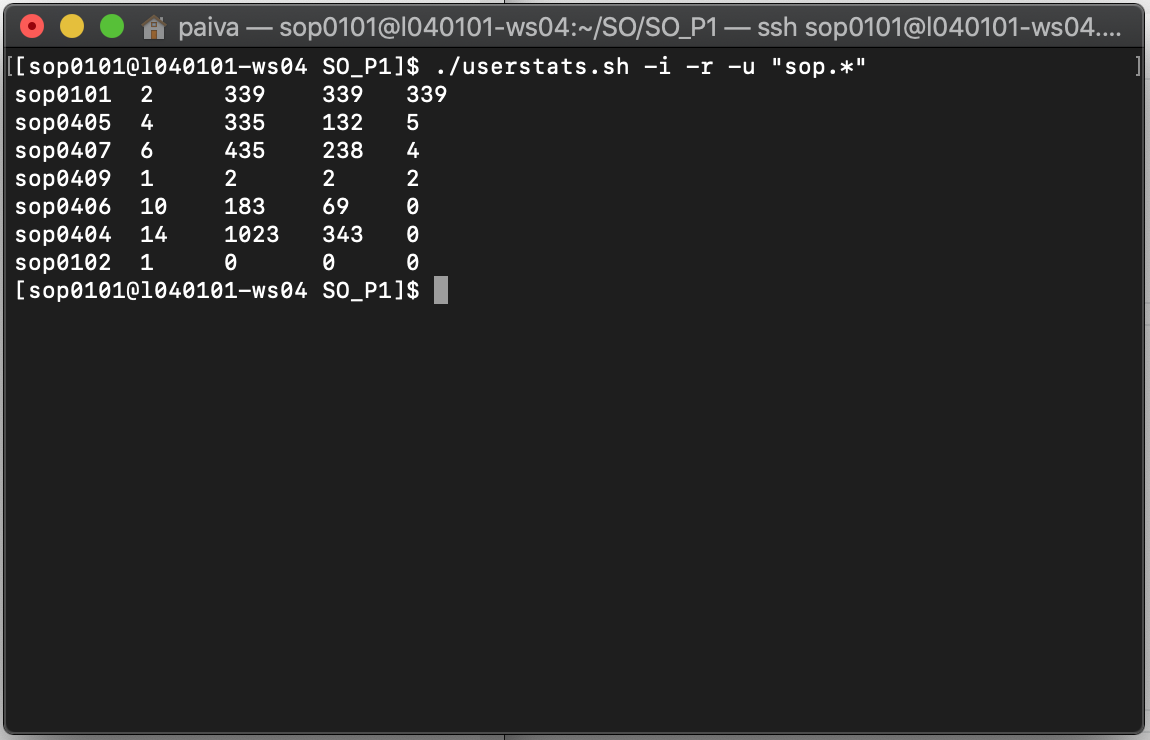 paiva — sop0101@l040101-ws04:~/SO/SO_P1 — ssh sop0101@l040101-ws04....
[[sop0101@l040101-ws04 SO_P1]$ ./userstats.sh -i -r -u "sop.*" ]
sop0101 2 339 339 339
sop0405 4 335 132 5
sop0407 6 435 238 4
sop0409 1 2 2 2
sop0406 10 183 69 0
sop0404 14 1023 343 0
sop0102 1 0 0 0
[sop0101@l040101-ws04 SO_P1]$